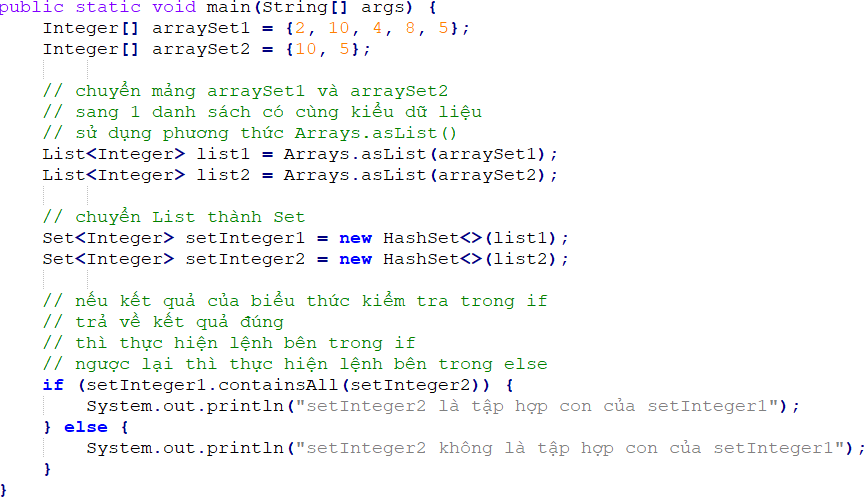 public static void main(String[] args) {
    Integer[] arraySet1 = {2, 10, 4, 8, 5};
    Integer[] arraySet2 = {10, 5};
    // chuyển mảng arraySet1 và arraySet2
    // sang 1 danh sách có cùng kiểu dữ liệu
    // sử dụng phương thức Arrays.asList()
    List<Integer> list1 = Arrays.asList(arraySet1);
    List<Integer> list2 = Arrays.asList(arraySet2);
    // chuyển List thành Set
    Set<Integer> setInteger1 = new HashSet<>(list1);
    Set<Integer> setInteger2 = new HashSet<>(list2);
    // nếu kết quả của biểu thức kiểm tra trong if
    // trả về kết quả đúng
    // thì thực hiện lệnh bên trong if
    // ngược lại thì thực hiện lệnh bên trong else
    if (setInteger1.containsAll(setInteger2)) {
        System.out.println("setInteger2 là tập hợp con của setInteger1");
    } else {
        System.out.println("setInteger2 không là tập hợp con của setInteger1");
    }
}